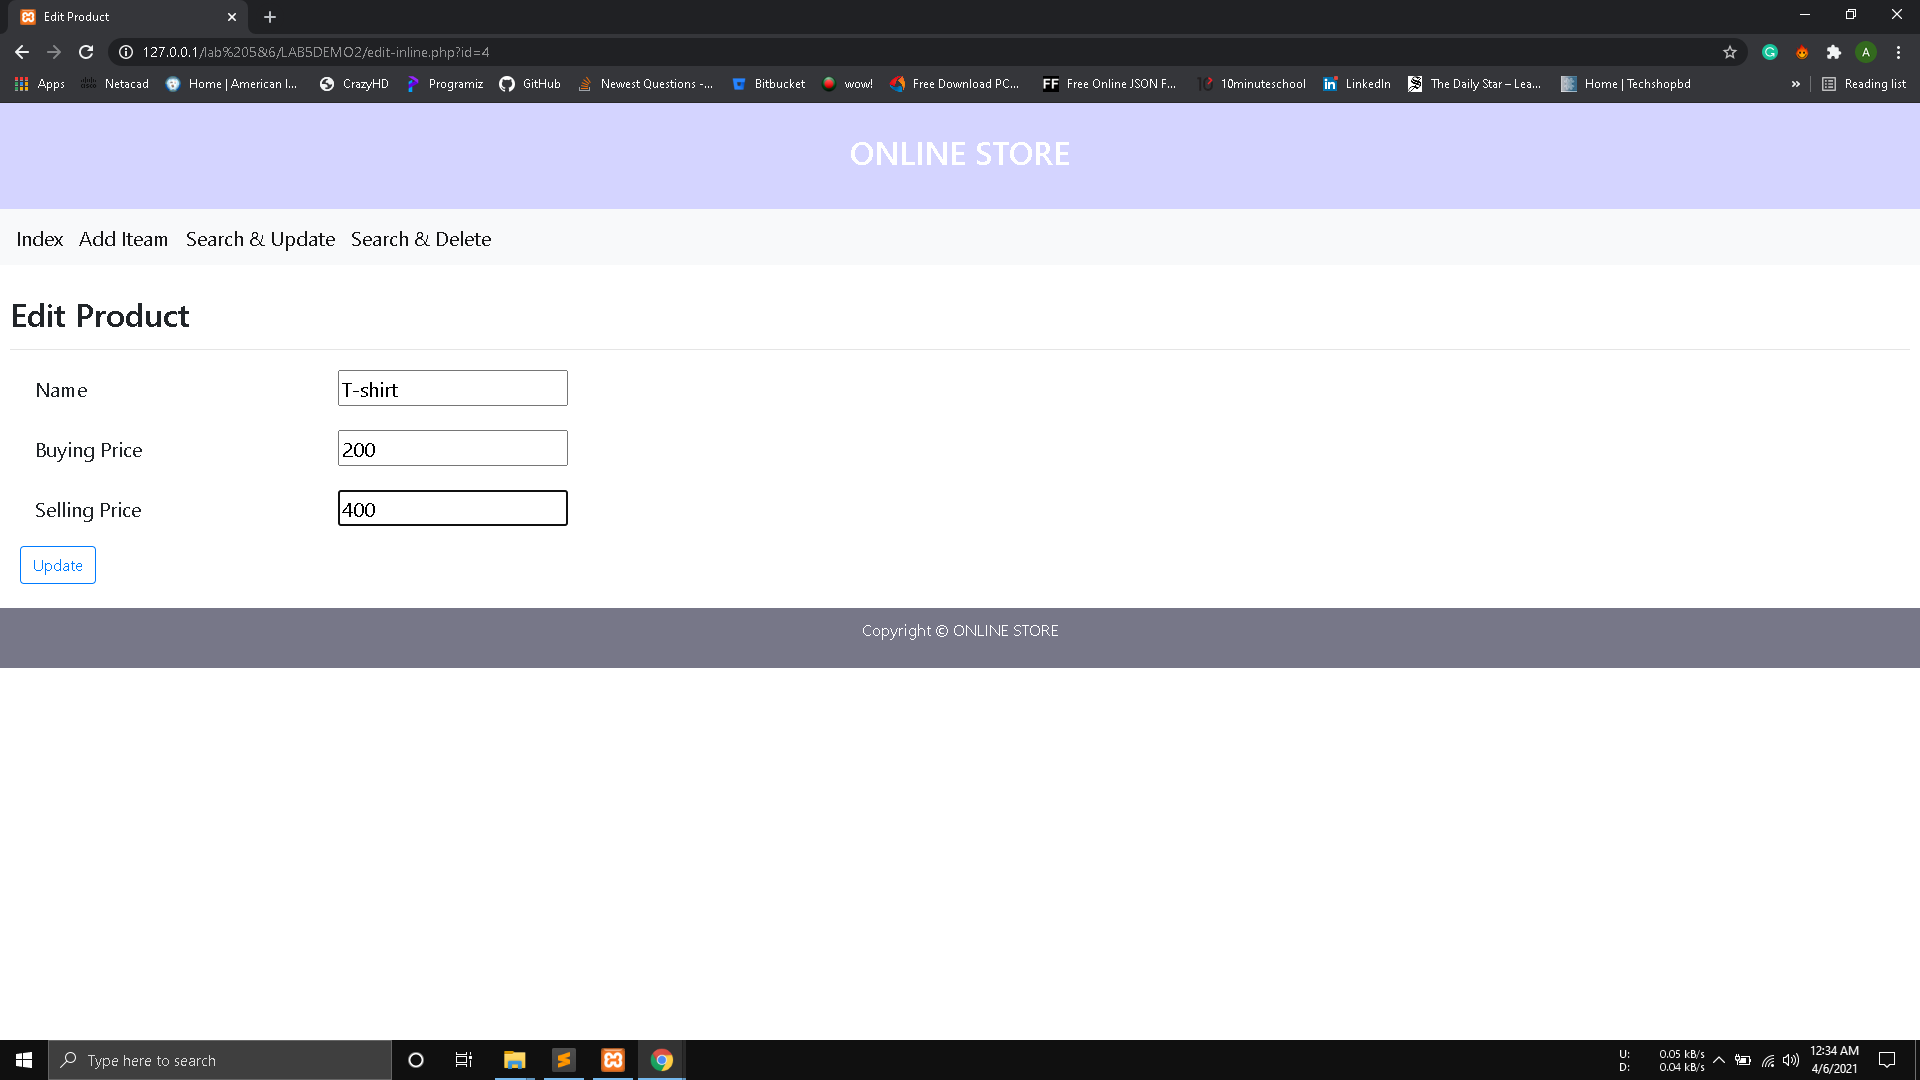 Edit Product
127.0.0.1/lab%205&6/LAB5DEMO2/edit-inline.php?id=4
A
Apps
Netacad
Home | American I...
CrazyHD
Programiz
GitHub
Newest Questions -...
Bitbucket
wow!
Free Download PC...
FF Free Online JSON F...
10 10minuteschool
in LinkedIn
The Daily Star – Lea...
Home | Techshopbd
»
Reading list
ONLINE STORE
Index Add Iteam Search & Update Search & Delete
Edit Product
Name T-shirt
Buying Price 200
Selling Price 400
Update
Copyright © ONLINE STORE
Type here to search
U: 0.05 kB/s
D: 0.04 kB/s
12:34 AM
4/6/2021